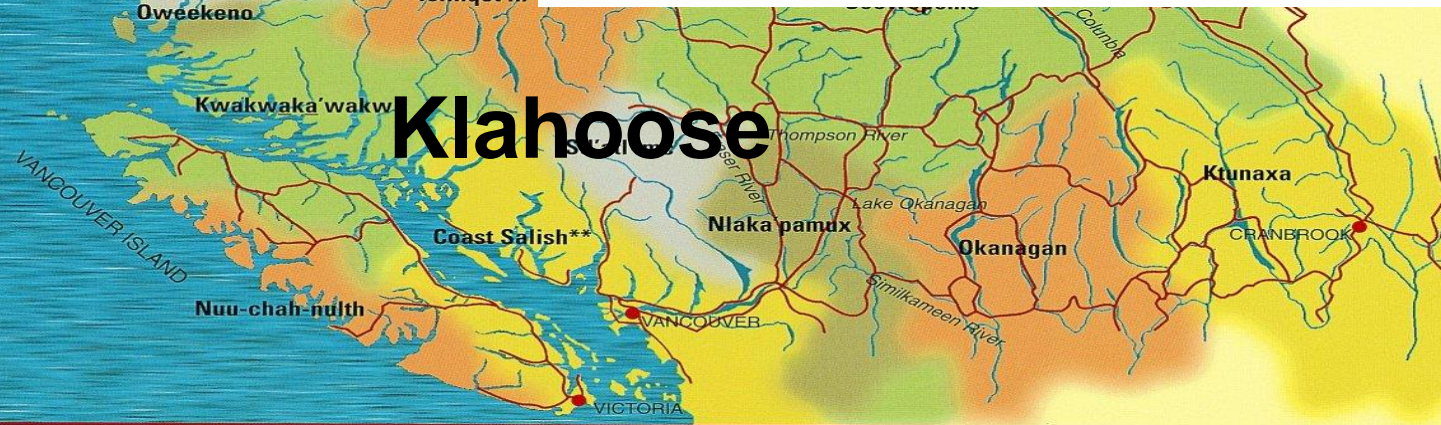 Oweekeno
Columbia
Kwakwaka'wakw
Klahoose
Thompson River
VANCOUVER ISLAND
Ktunaxa
Lake Okanagan
Nlaka'pamux
Coast Salish**
CRANBROOK
Okanagan
Similkameen River
Nuu-chah-nulth
VANCOUVER
VICTORIA